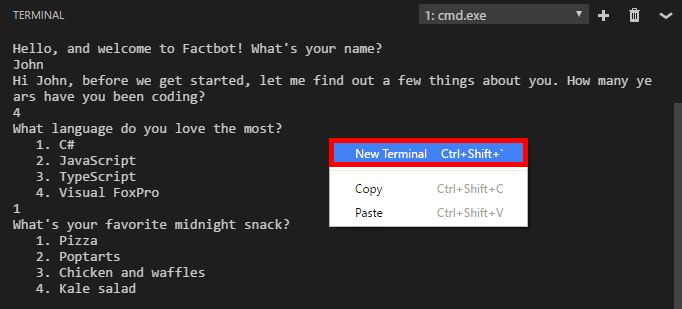 TERMINAL
1: cmd.exe
Hello, and welcome to Factbot! What's your name?
John
Hi John, before we get started, let me find out a few things about you. How many ye
ars have you been coding?
4
What language do you love the most?
1. C#
2. JavaScript
3. TypeScript
4. Visual FoxPro
1
What's your favorite midnight snack?
1. Pizza
2. Poptarts
3. Chicken and waffles
4. Kale salad
New Terminal Ctrl+Shift+`
Copy Ctrl+Shift+C
Paste Ctrl+Shift+V